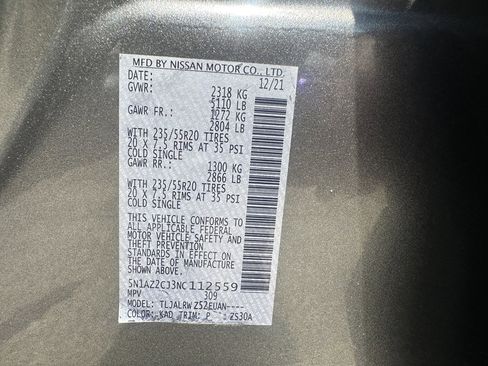 MFD BY NISSAN MOTOR CO., LTD.
DATE: 12/21
GVWR: 2318 KG
5110 LB
GAWR FR.: 1272 KG
2804 LB
WITH 235/55R20 TIRES
20 X 7.5 RIMS AT 35 PSI
COLD SINGLE
GAWR RR.: 1300 KG
2866 LB
WITH 235/55R20 TIRES
20 X 7.5 RIMS AT 35 PSI
COLD SINGLE
THIS VEHICLE CONFORMS TO
ALL APPLICABLE FEDERAL
MOTOR VEHICLE SAFETY AND
THEFT PREVENTION
STANDARDS IN EFFECT ON
THE DATE OF MANUFACTURE
SHOWN ABOVE.
5N1AZ2CJ3NC112559
MPV 309
MODEL: TLJALRWZ52EUAN----
COLOR: KAD TRIM: P ZS30A